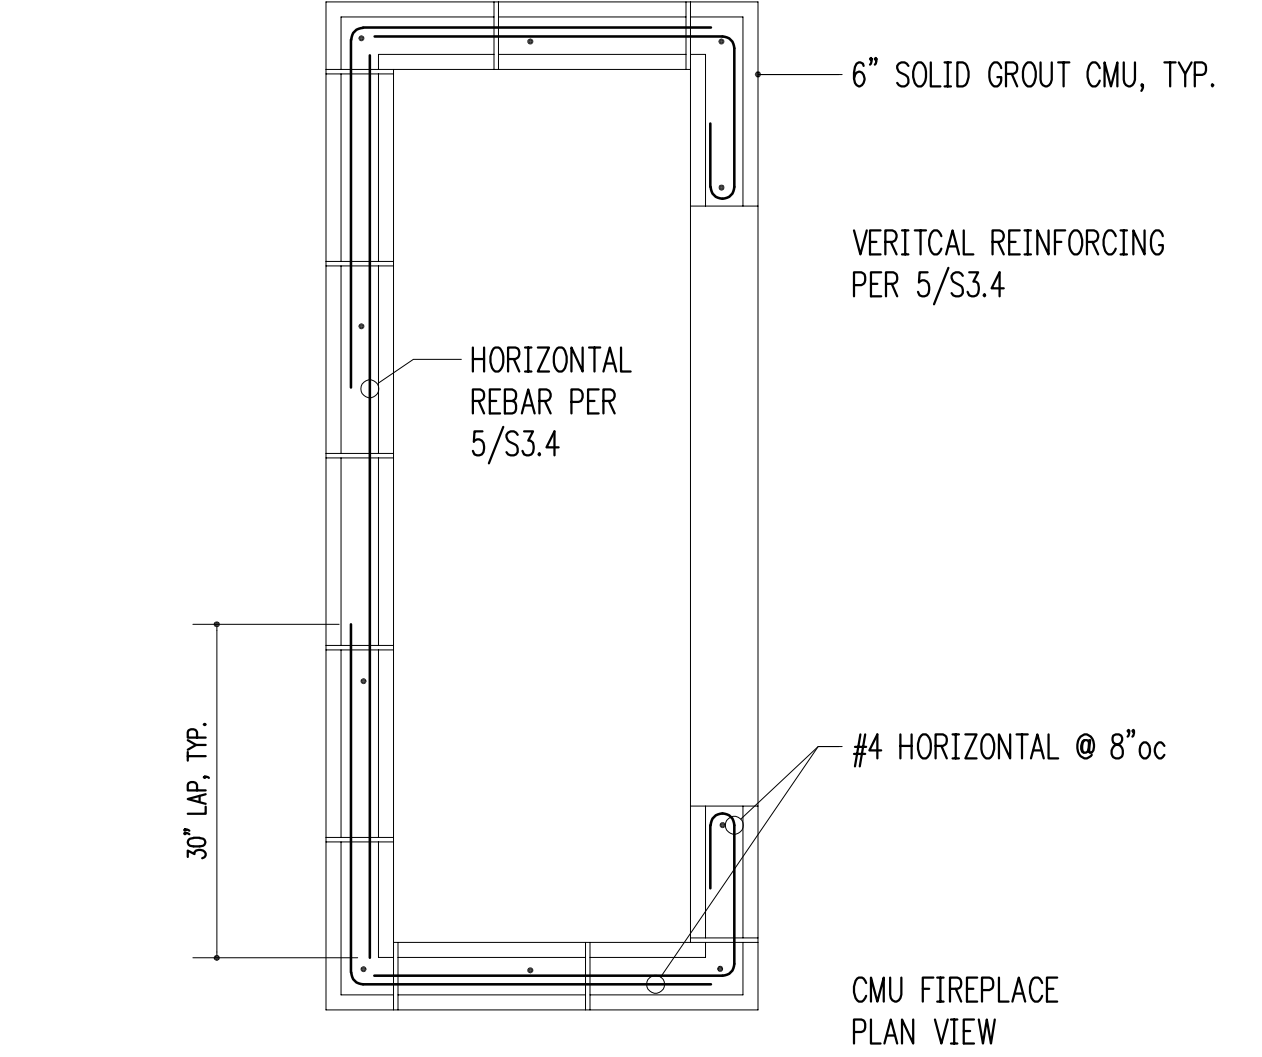 6” SOLID GROUT CMU, TYP.
VERITCAL REINFORCING
PER 5/S3.4
HORIZONTAL
REBAR PER
5/S3.4
30” LAP, TYP.
#4 HORIZONTAL @ 8”oc
CMU FIREPLACE
PLAN VIEW